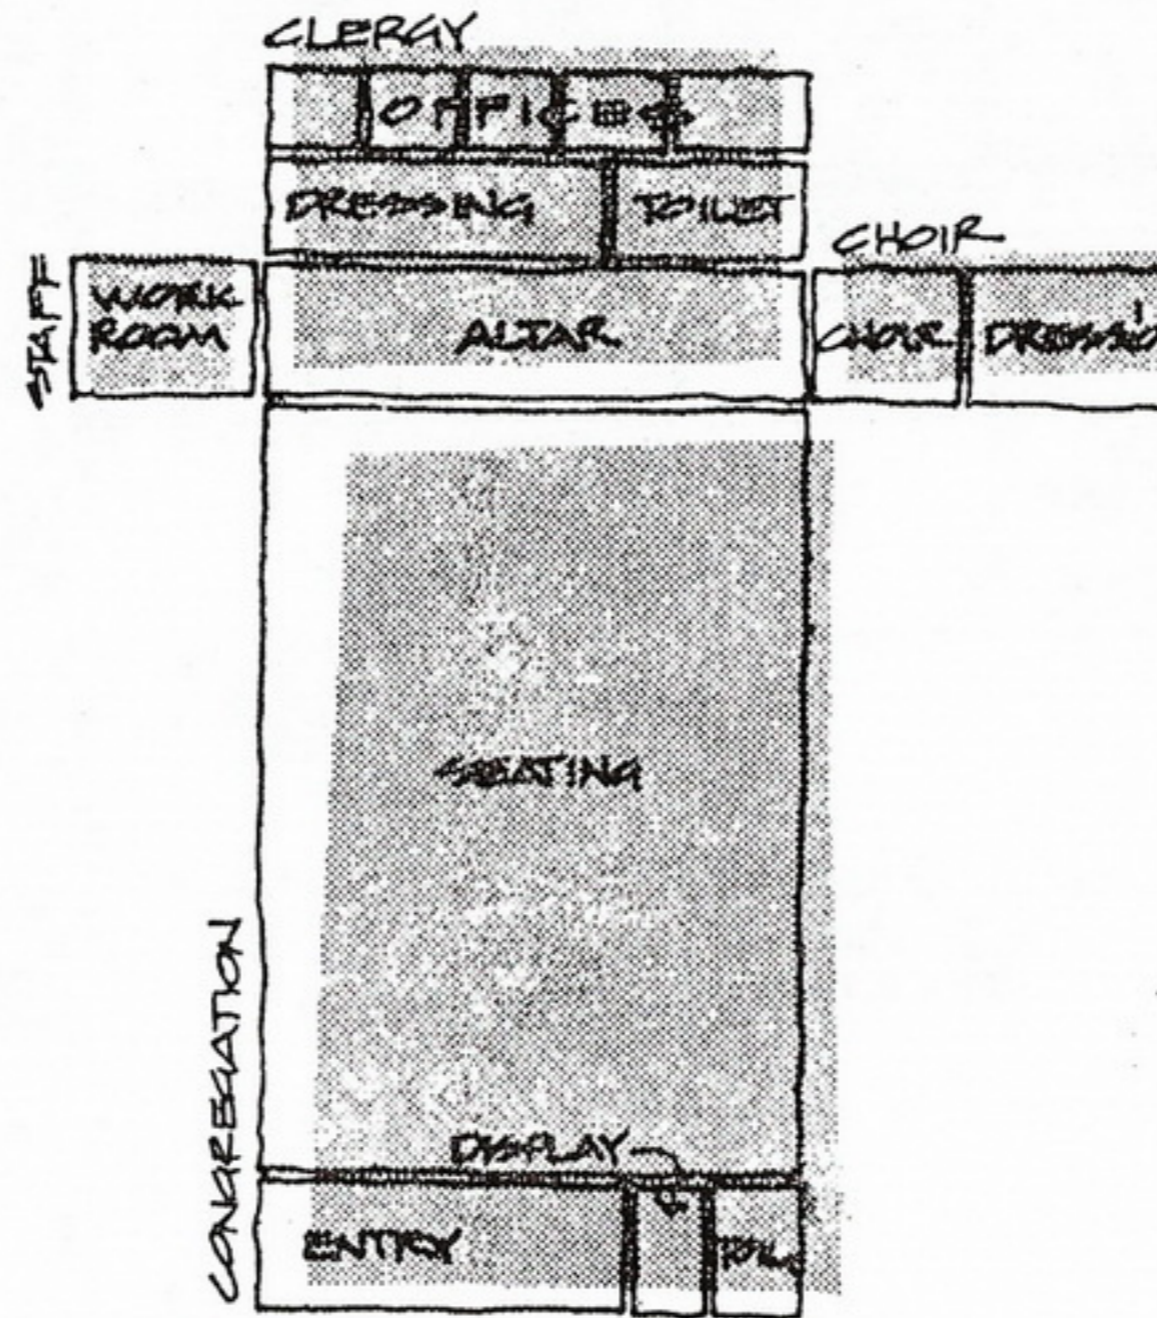 CLERGY
OFFICES
DRESSING TOILET
CHOIR
STAFF
WORK
ROOM
ALTAR
CHOIR
SEATING
CONGREGATION
DISPLAY
ENTRY